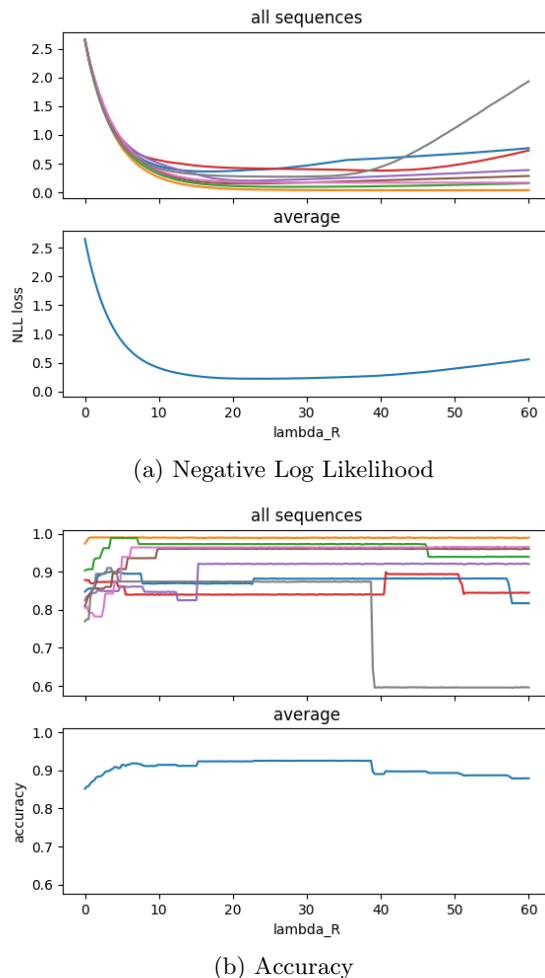 all sequences
2.5
2.0
1.5
1.0
0.5
0.0
average
2.5
2.0
1.5
1.0
0.5
0.0
NLL loss
0 10 20 30 40 50 60
lambda_R
(a) Negative Log Likelihood
all sequences
1.0
0.9
0.8
0.7
0.6
average
1.0
0.9
0.8
0.7
0.6
accuracy
0 10 20 30 40 50 60
lambda_R
(b) Accuracy